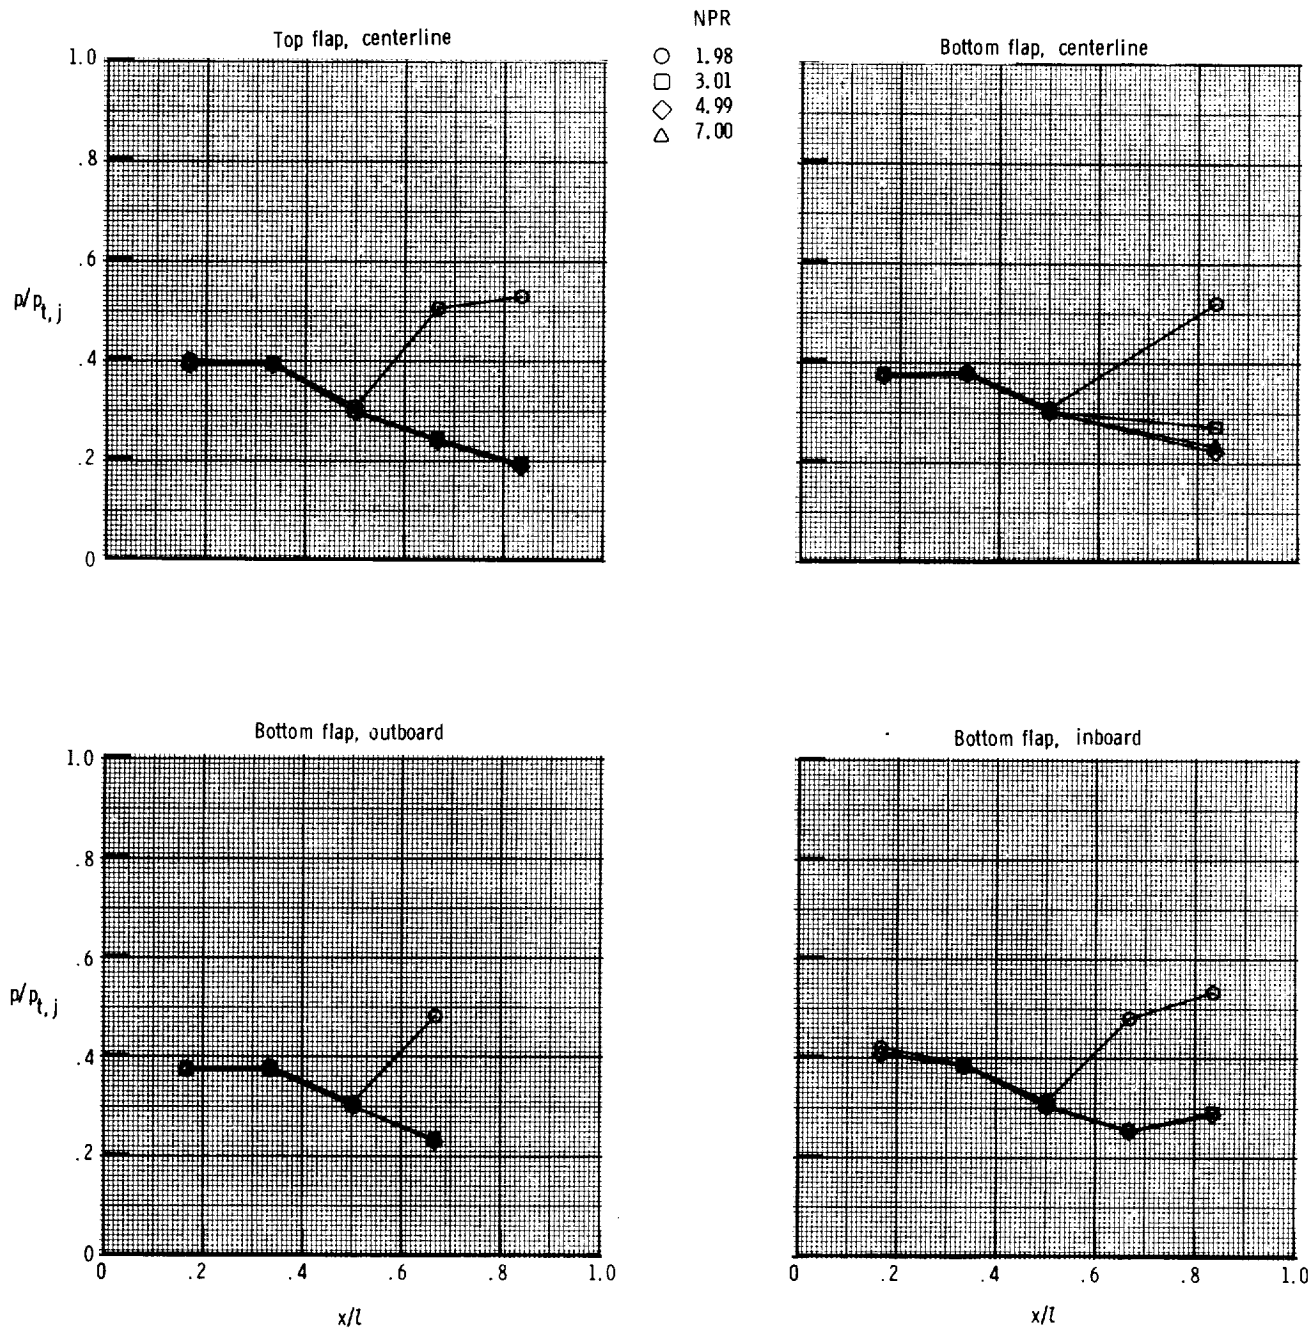 NPR
1.98
3.01
4.99
7.00
Top flap, centerline
1.0
.8
.6
.4
.2
0
p/pt,j
Bottom flap, centerline
Bottom flap, outboard
1.0
.8
.6
.4
.2
0
p/pt,j
0 .2 .4 .6 .8 1.0
x/l
Bottom flap, inboard
0 .2 .4 .6 .8 1.0
x/l